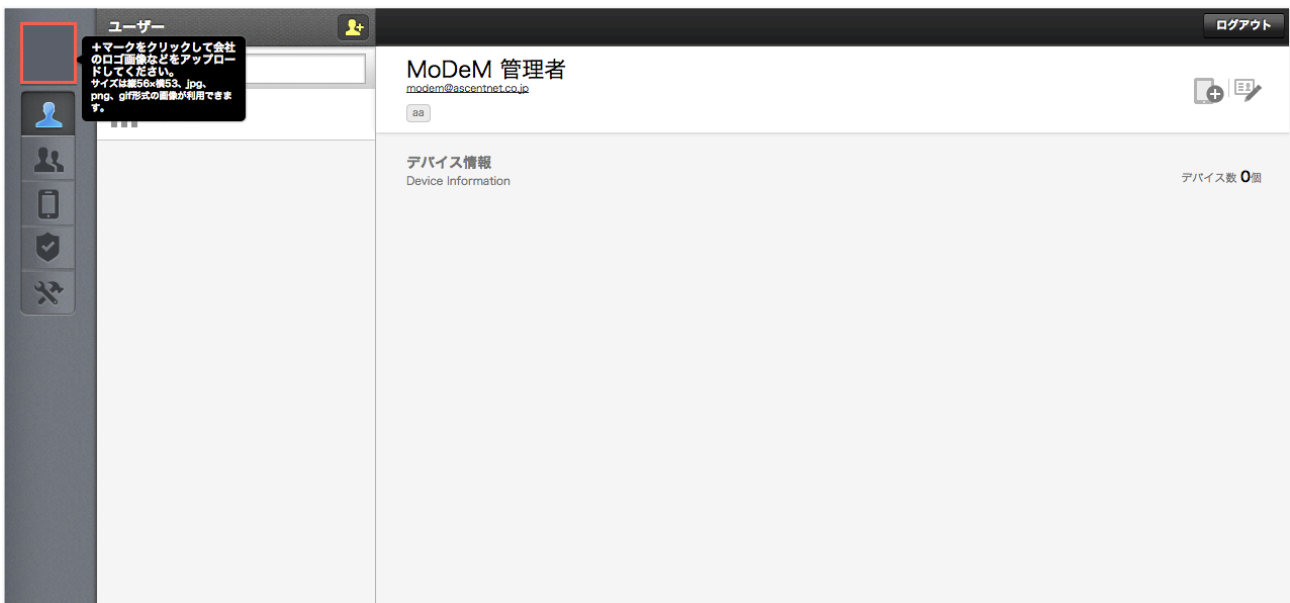 ユーザー
ログアウト
+マークをクリックして会社
のロゴ画像などをアップロー
ドしてください。
サイズは縦56×横53、jpg、
png、gif形式の画像が利用できま
す。
MoDeM 管理者
modem@ascentnet.co.jp
aa
デバイス情報
Device Information
デバイス数 0個